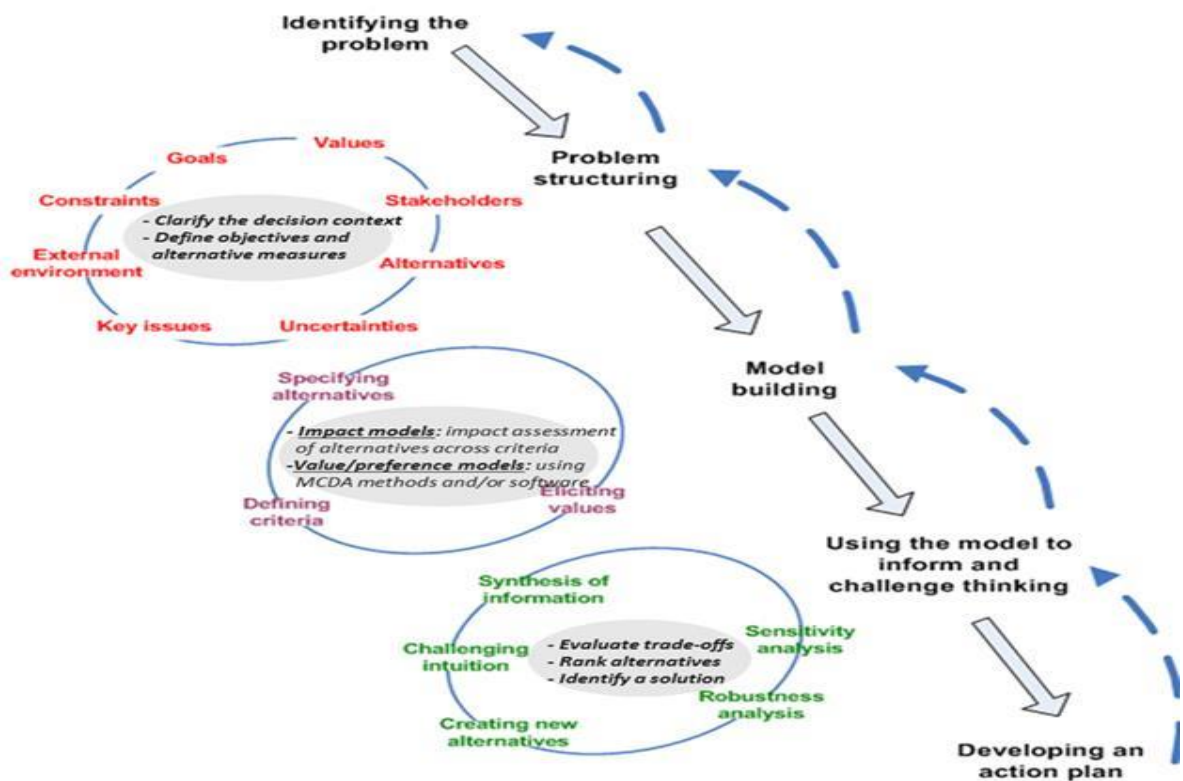 Identifying the
problem
Problem
structuring
Values
Goals
Constraints
Stakeholders
- Clarify the decision context
- Define objectives and
alternative measures
External
environment
Alternatives
Key issues
Uncertainties
Model
building
Specifying
alternatives
- Impact models: impact assessment
of alternatives across criteria
-Value/preference models: using
MCDA methods and/or software
Defining
criteria
Eliciting
values
Using the model to
inform and
challenge thinking
Synthesis of
information
Challenging
intuition
- Evaluate trade-offs
- Rank alternatives
- Identify a solution
Sensitivity
analysis
Robustness
analysis
Creating new
alternatives
Developing an
action plan